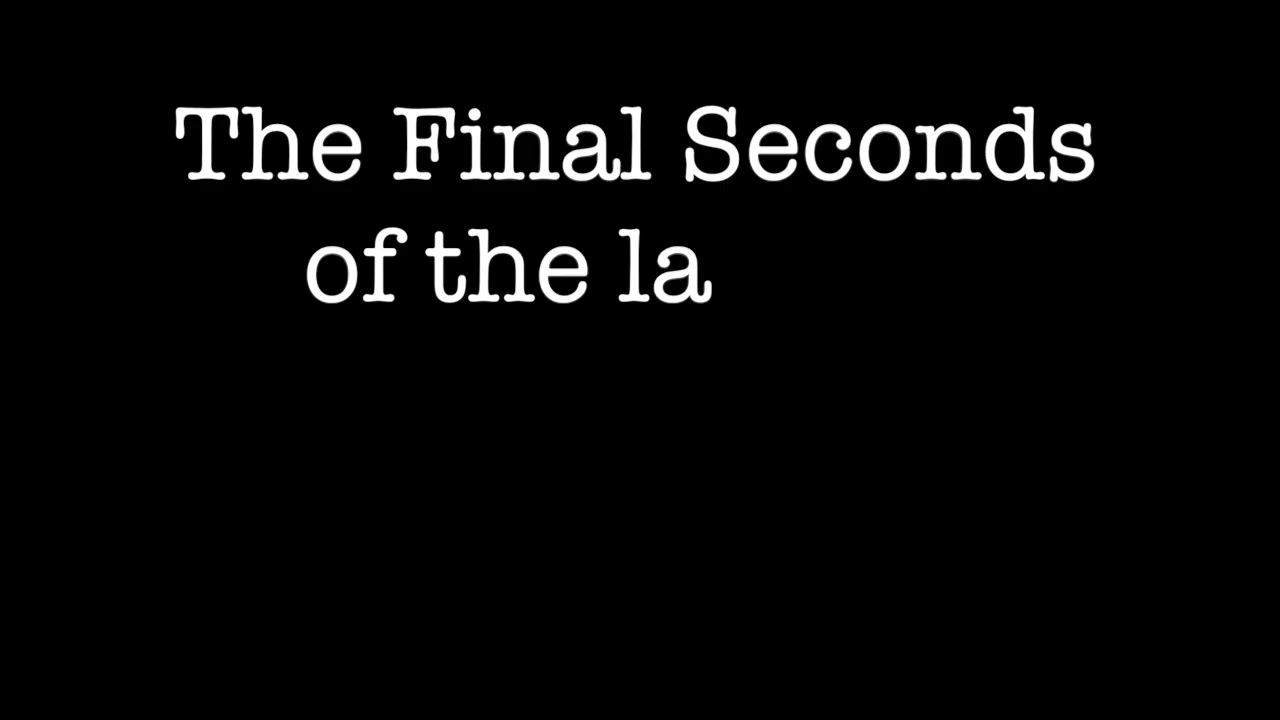 The Final Seconds
of the la